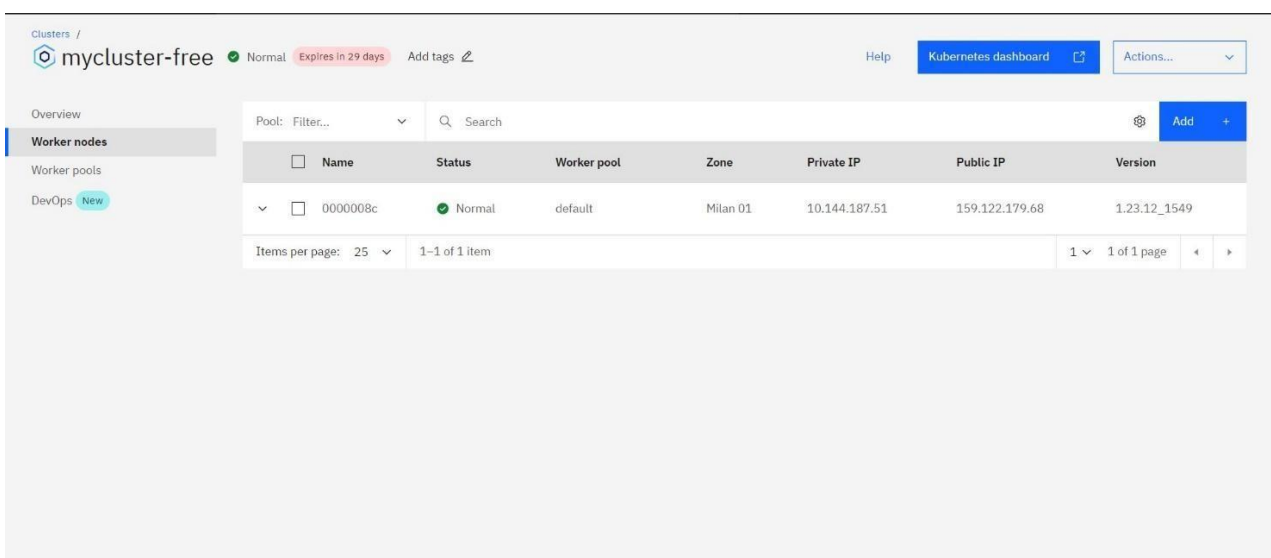 Clusters /
mycluster-free Normal Expires in 29 days Add tags Help Kubernetes dashboard Actions...
Overview
Worker nodes
Worker pools
DevOps New
Pool: Filter... Search Add +
Name Status Worker pool Zone Private IP Public IP Version
0000008c Normal default Milan 01 10.144.187.51 159.122.179.68 1.23.12_1549
Items per page: 25 1–1 of 1 item 1 1 of 1 page